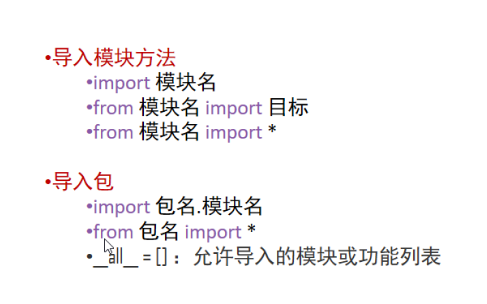 •导入模块方法
•import 模块名
•from 模块名 import 目标
•from 模块名 import *
•导入包
•import 包名.模块名
•from 包名 import *
•__all__ = []：允许导入的模块或功能列表